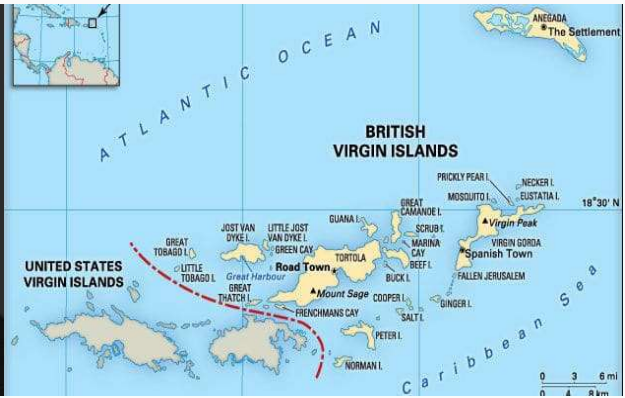 ANEGADA
The Settlement
ATLANTIC OCEAN
BRITISH
VIRGIN ISLANDS
PRICKLY PEAR I.
NECKER I.
MOSQUITO I.
EUSTATIA I.
18°30' N
GREAT
CAMANOE I.
GUANA I.
SCRUB I.
Virgin Peak
JOST VAN
DYKE I.
LITTLE JOST
VAN DYKE I.
GREEN CAY
MARINA
CAY
VIRGIN GORDA
Spanish Town
GREAT
TOBAGO I.
TORTOLA
BEEF I.
UNITED STATES
VIRGIN ISLANDS
LITTLE
TOBAGO I.
Great Harbour
Road Town
BUCK I.
FALLEN JERUSALEM
GREAT
THATCH I.
Mount Sage
COOPER I.
GINGER I.
FRENCHMANS CAY
SALT I.
PETER I.
NORMAN I.
Caribbean Sea
0 3 6 mi
0 4 8 km